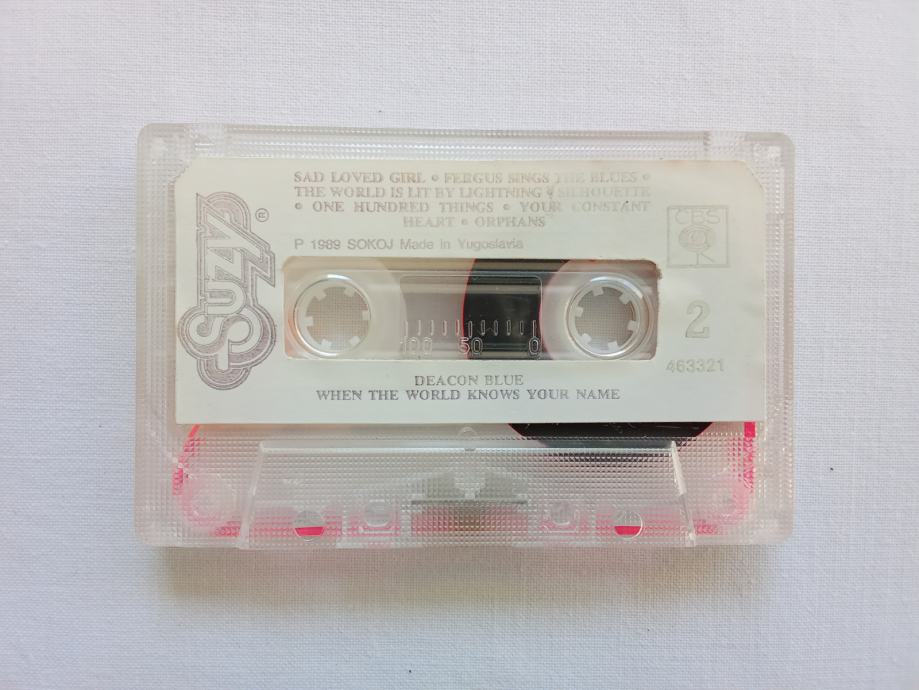 SAD LOVED GIRL • FERGUS SINGS THE BLUES •
THE WORLD IS LIT BY LIGHTNING • SILHOUETTE
• ONE HUNDRED THINGS • YOUR CONSTANT
HEART • ORPHANS
P 1989 SOKOJ Made in Yugoslavia
CBS
SUZY
®
2
463321
100 50 0
DEACON BLUE
WHEN THE WORLD KNOWS YOUR NAME